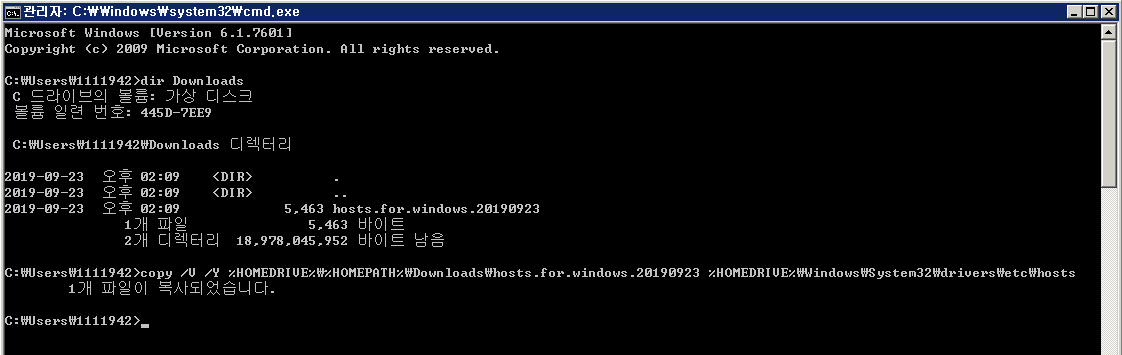 관리자: C:₩Windows₩system32₩cmd.exe
Microsoft Windows [Version 6.1.7601]
Copyright (c) 2009 Microsoft Corporation. All rights reserved.
C:₩Users₩1111942>dir Downloads
C 드라이브의 볼륨: 가상 디스크
볼륨 일련 번호: 445D-7EE9
C:₩Users₩1111942₩Downloads 디렉터리
2019-09-23  오후 02:09    <DIR>          .
2019-09-23  오후 02:09    <DIR>          ..
2019-09-23  오후 02:09             5,463 hosts.for.windows.20190923
1개 파일               5,463 바이트
2개 디렉터리  18,978,045,952 바이트 남음
C:₩Users₩1111942>copy /V /Y %HOMEDRIVE%₩%HOMEPATH%₩Downloads₩hosts.for.windows.20190923 %HOMEDRIVE%₩Windows₩System32₩drivers₩etc₩hosts
1개 파일이 복사되었습니다.
C:₩Users₩1111942>_